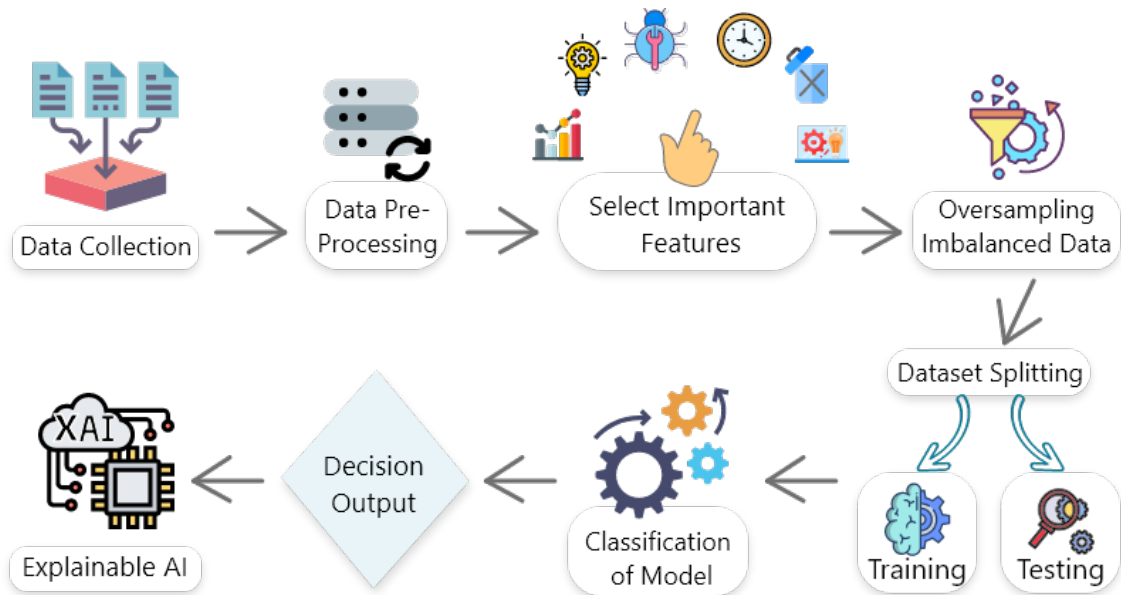 Data Collection
Data Pre-
Processing
Select Important
Features
Oversampling
Imbalanced Data
Dataset Splitting
Training
Testing
Classification
of Model
Decision
Output
XAI
Explainable AI